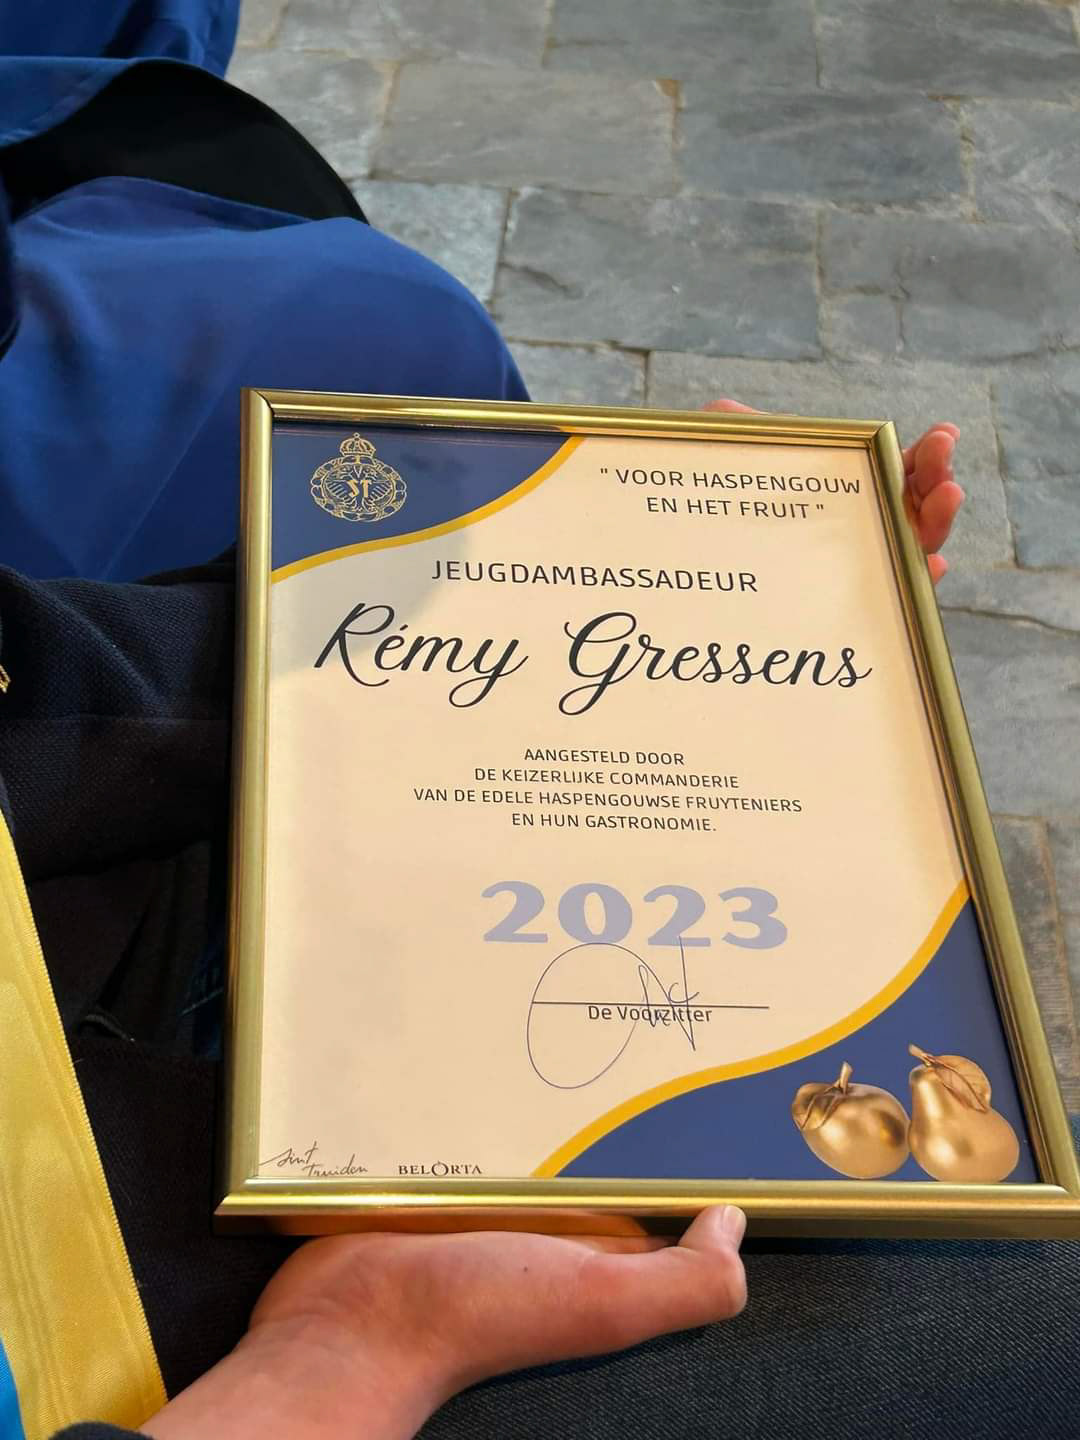 " VOOR HASPENGOUW
EN HET FRUIT "
JEUGDAMBASSADEUR
Rémy Gressens
AANGESTELD DOOR
DE KEIZERLIJKE COMMANDERIE
VAN DE EDELE HASPENGOUWSE FRUYTENIERS
EN HUN GASTRONOMIE.
2023
De Voorzitter
sint
truiden
BELORTA